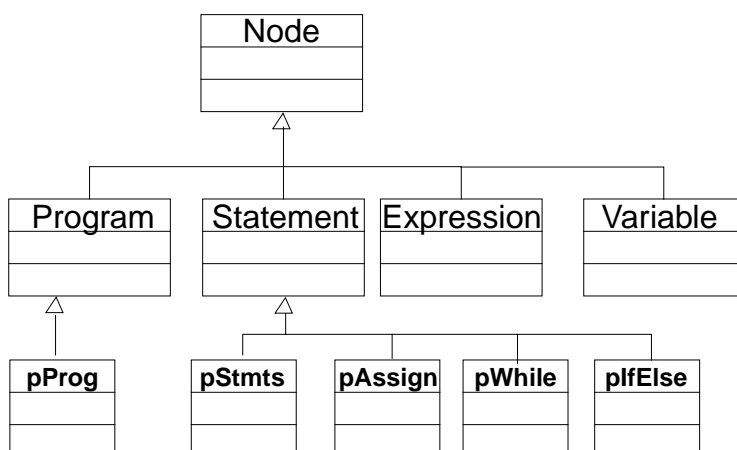 Node
Program Statement Expression Variable
pProg pStmts pAssign pWhile pIfElse